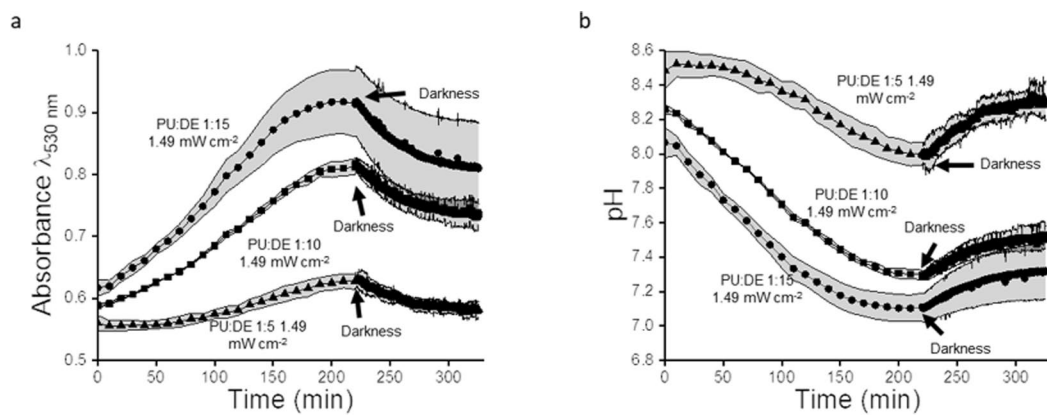 a
Absorbance λ530 nm
1.0
0.9
0.8
0.7
0.6
0.5
0
50
100
150
200
250
300
Time (min)
PU:DE 1:15
1.49 mW cm-2
Darkness
PU:DE 1:10
1.49 mW cm-2
Darkness
PU:DE 1:5 1.49
mW cm-2
Darkness
b
pH
8.6
8.4
8.2
8.0
7.8
7.6
7.4
7.2
7.0
6.8
0
50
100
150
200
250
300
Time (min)
PU:DE 1:5 1.49
mW cm-2
Darkness
PU:DE 1:10
1.49 mW cm-2
Darkness
PU:DE 1:15
1.49 mW cm-2
Darkness